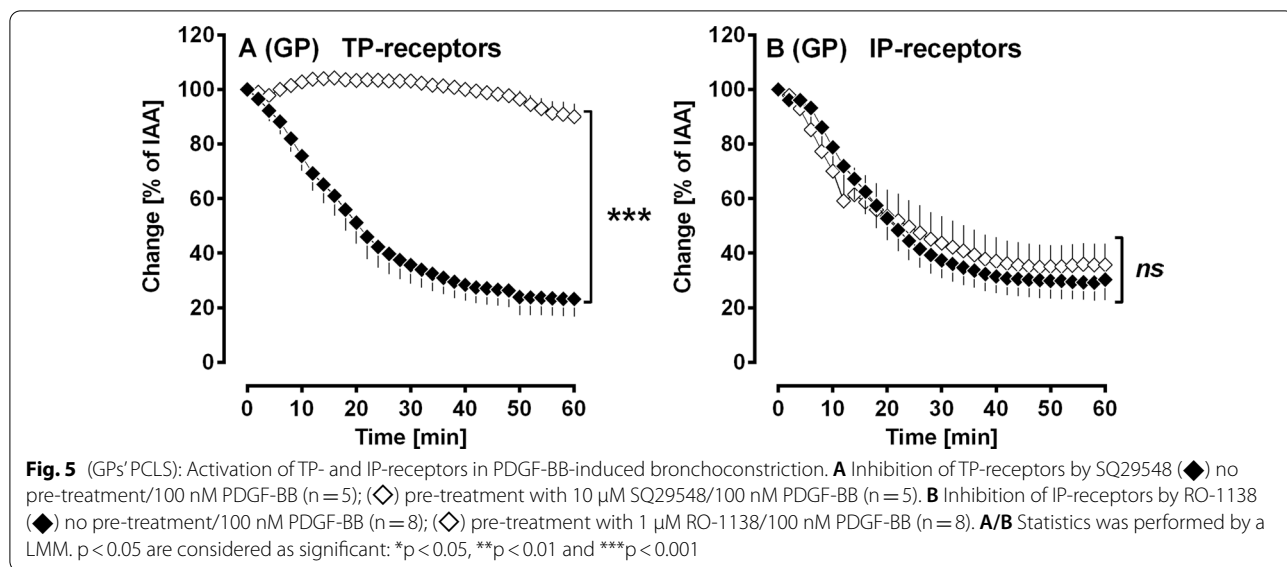 A (GP) TP-receptors
120
100
80
60
40
20
0
Change [% of IAA]
0 10 20 30 40 50 60
Time [min]
***
B (GP) IP-receptors
120
100
80
60
40
20
0
Change [% of IAA]
0 10 20 30 40 50 60
Time [min]
ns
Fig. 5 (GPs' PCLS): Activation of TP- and IP-receptors in PDGF-BB-induced bronchoconstriction. A Inhibition of TP-receptors by SQ29548 (◆) no
pre-treatment/100 nM PDGF-BB (n = 5); (◇) pre-treatment with 10 µM SQ29548/100 nM PDGF-BB (n = 5). B Inhibition of IP-receptors by RO-1138
(◆) no pre-treatment/100 nM PDGF-BB (n = 8); (◇) pre-treatment with 1 µM RO-1138/100 nM PDGF-BB (n = 8). A/B Statistics was performed by a
LMM. p < 0.05 are considered as significant: *p < 0.05, **p < 0.01 and ***p < 0.001